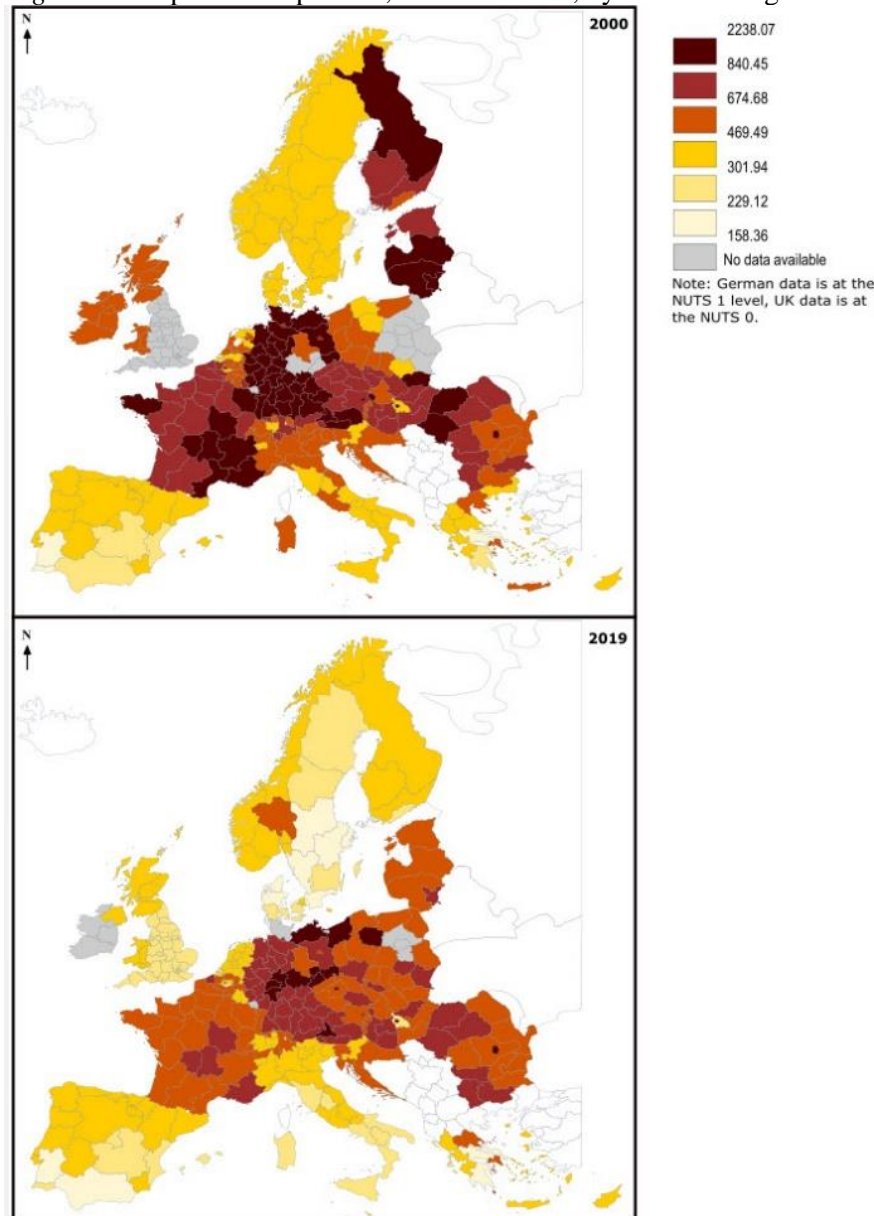 N
2000
2238.07
840.45
674.68
469.49
301.94
229.12
158.36
No data available
Note: German data is at the
NUTS 1 level, UK data is at
the NUTS 0.
N
2019